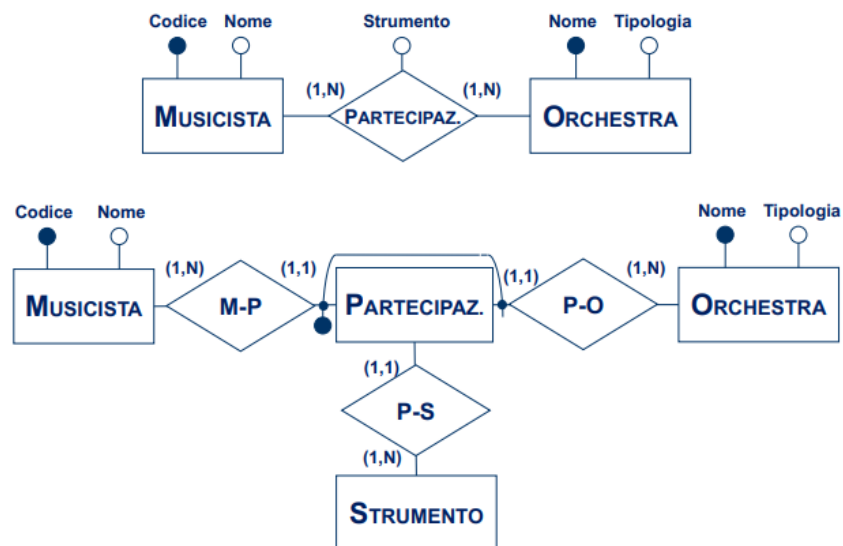 Codice Nome Strumento Nome Tipologia
(1,N) (1,N)
MUSICISTA PARTECIPAZ. ORCHESTRA
Codice Nome Nome Tipologia
(1,N) (1,1) (1,1) (1,N)
MUSICISTA M-P PARTECIPAZ. P-O ORCHESTRA
(1,1)
P-S
(1,N)
STRUMENTO